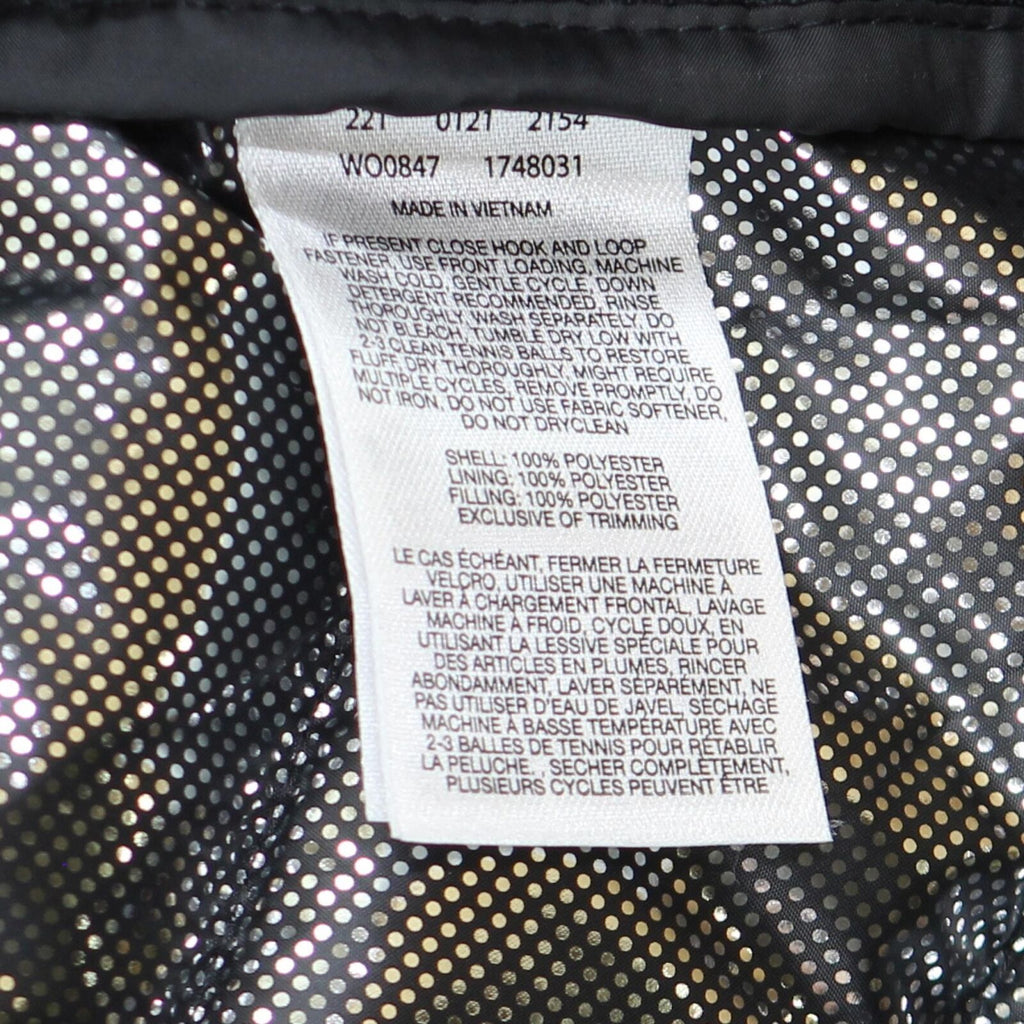 221 0121 2154
WO0847 1748031
MADE IN VIETNAM
IF PRESENT CLOSE HOOK AND LOOP
FASTENER, USE FRONT LOADING, MACHINE
WASH COLD, GENTLE CYCLE, DOWN
DETERGENT RECOMMENDED, RINSE
THOROUGHLY, WASH SEPARATELY, DO
NOT BLEACH, TUMBLE DRY LOW WITH
2-3 CLEAN TENNIS BALLS TO RESTORE
FLUFF, DRY THOROUGHLY, MIGHT REQUIRE
MULTIPLE CYCLES, REMOVE PROMPTLY, DO
NOT IRON, DO NOT USE FABRIC SOFTENER,
DO NOT DRYCLEAN
SHELL: 100% POLYESTER
LINING: 100% POLYESTER
FILLING: 100% POLYESTER
EXCLUSIVE OF TRIMMING
LE CAS ÉCHÉANT, FERMER LA FERMETURE
VELCRO, UTILISER UNE MACHINE À
LAVER À CHARGEMENT FRONTAL, LAVAGE
MACHINE À FROID, CYCLE DOUX, EN
UTILISANT LA LESSIVE SPÉCIALE POUR
DES ARTICLES EN PLUMES, RINCER
ABONDAMMENT, LAVER SÉPARÉMENT, NE
PAS UTILISER D'EAU DE JAVEL, SÉCHAGE
MACHINE À BASSE TEMPÉRATURE AVEC
2-3 BALLES DE TENNIS POUR RÉTABLIR
LA PELUCHE. , SECHER COMPLÈTEMENT,
PLUSIEURS CYCLES PEUVENT ÊTRE